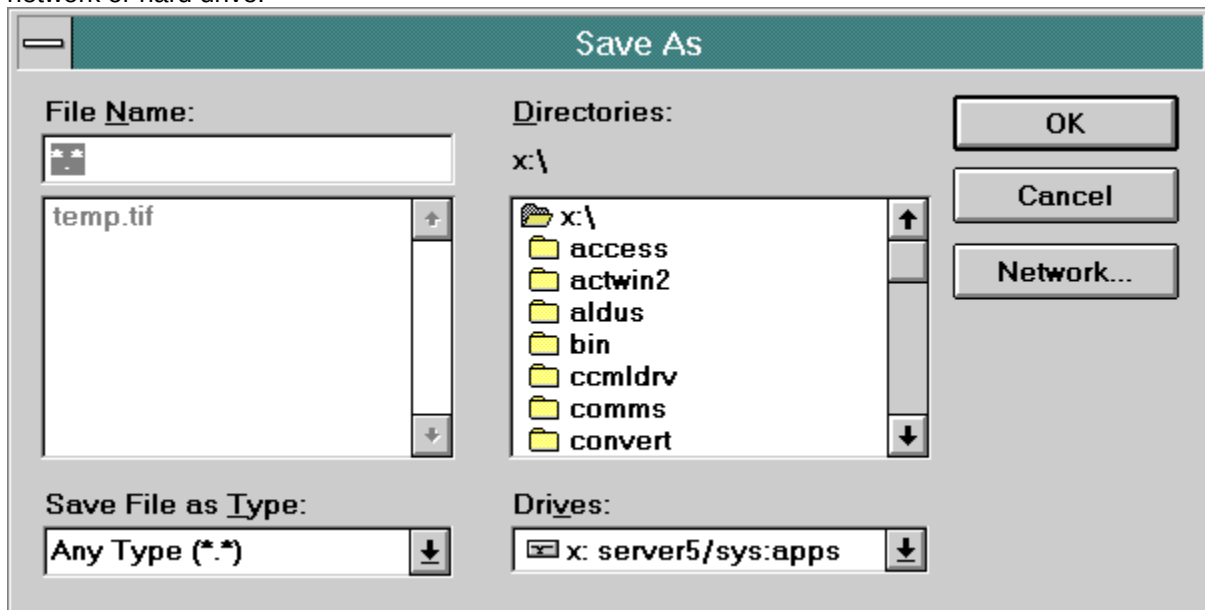 Save As
File Name:
*.*
temp.tif
Directories:
x:\
x:\
access
actwin2
aldus
bin
ccmldrv
comms
convert
OK
Cancel
Network...
Save File as Type:
Any Type (*.*)
Drives:
x: server5/sys:apps